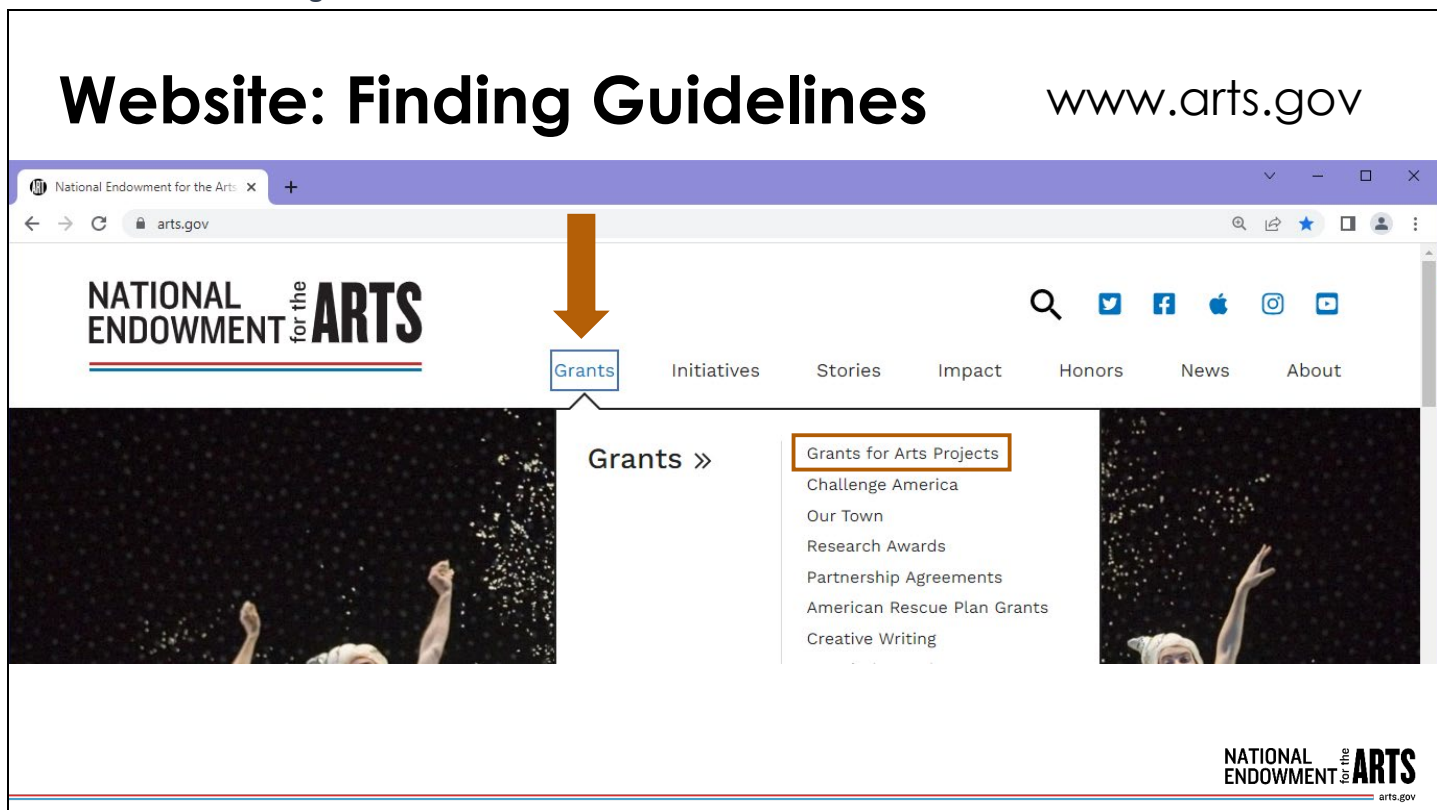 Website: Finding Guidelines
www.arts.gov
National Endowment for the Arts
arts.gov
NATIONAL
ENDOWMENT for the ARTS
Grants Initiatives Stories Impact Honors News About
Grants »
Grants for Arts Projects
Challenge America
Our Town
Research Awards
Partnership Agreements
American Rescue Plan Grants
Creative Writing
NATIONAL
ENDOWMENT for the ARTS
arts.gov